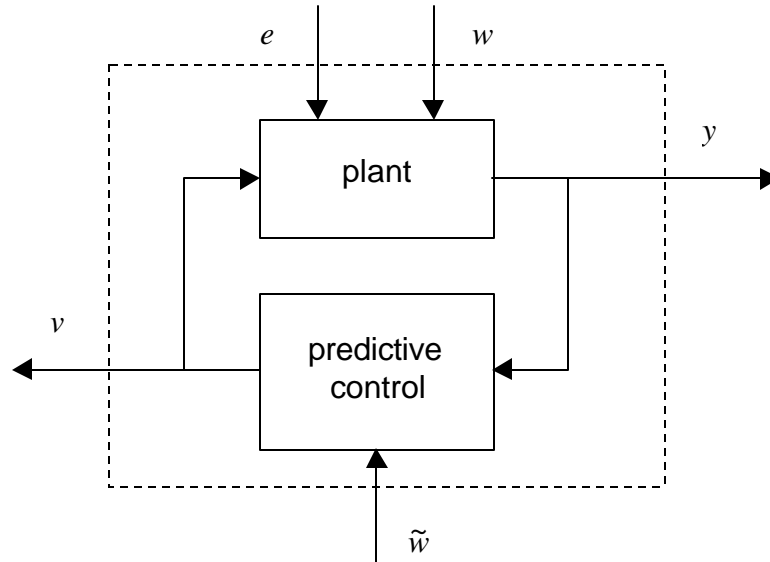 e w
y
plant
v
predictive
control
w̃